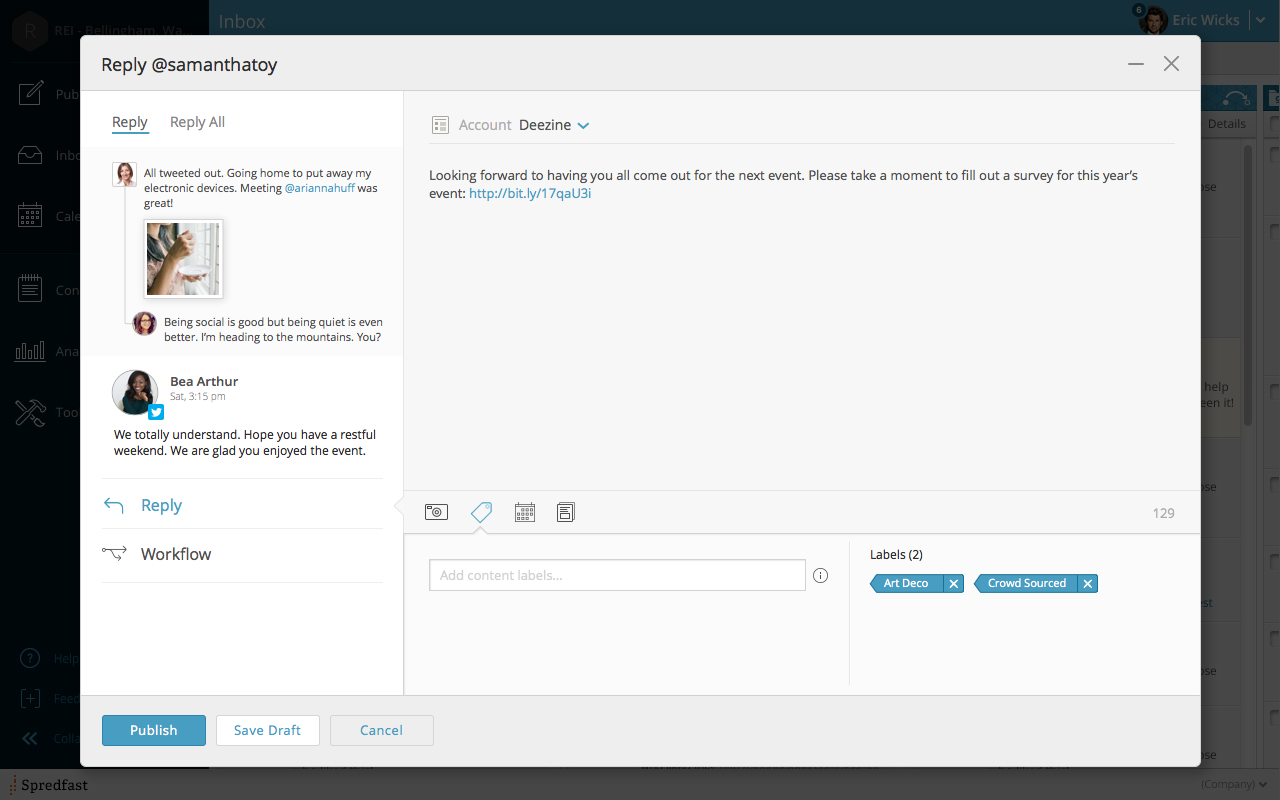 R
REI - Bellingham, Wa...
Inbox
6
Eric Wicks
Reply @samanthatoy
Pub
Inbo
Cale
Con
Ana
Tool
Help
Feed
Colla
Reply
Reply All
All tweeted out. Going home to put away my
electronic devices. Meeting @ariannahuff was
great!
Being social is good but being quiet is even
better. I'm heading to the mountains. You?
Bea Arthur
Sat, 3:15 pm
We totally understand. Hope you have a restful
weekend. We are glad you enjoyed the event.
Reply
Workflow
Account Deezine
Looking forward to having you all come out for the next event. Please take a moment to fill out a survey for this year's
event: http://bit.ly/17qaU3i
129
Add content labels...
Labels (2)
Art Deco
Crowd Sourced
Details
ose
help
een it!
ose
est
ose
ose
Publish
Save Draft
Cancel
Spredfast
(Company)